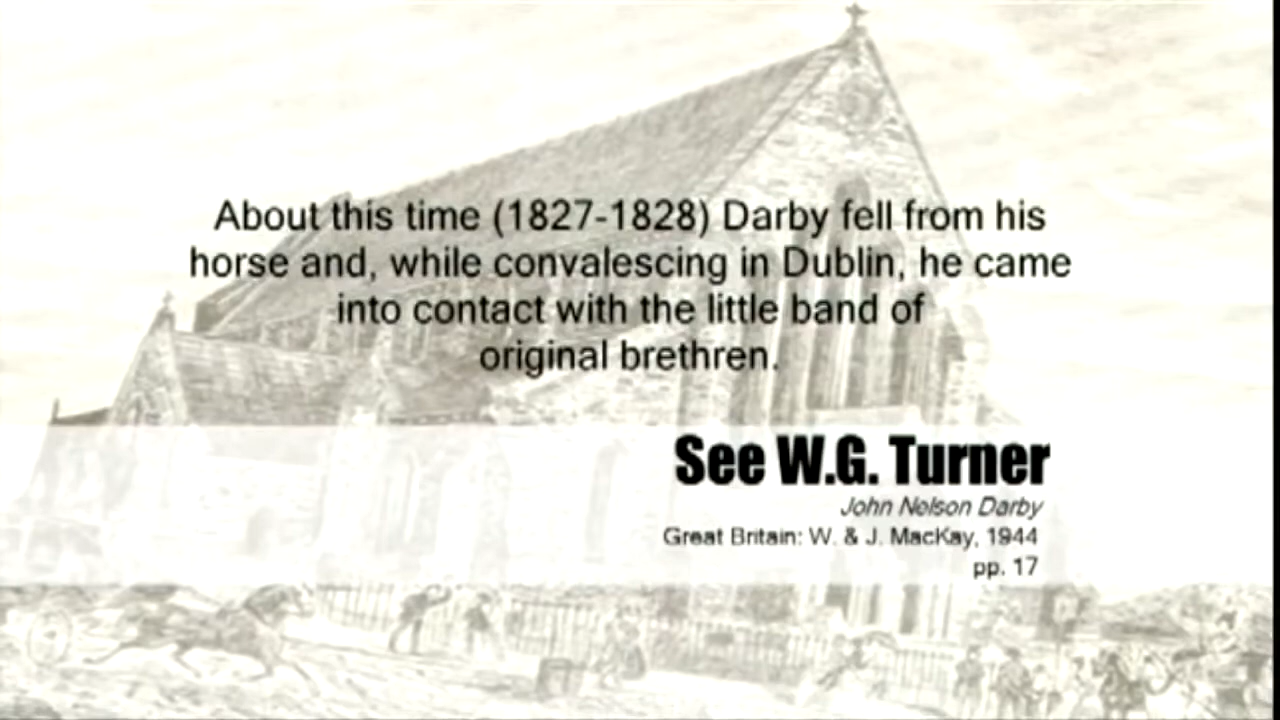 About this time (1827-1828) Darby fell from his
horse and, while convalescing in Dublin, he came
into contact with the little band of
original brethren.
See W.G. Turner
John Nelson Darby
Great Britain: W. & J. MacKay, 1944
pp. 17